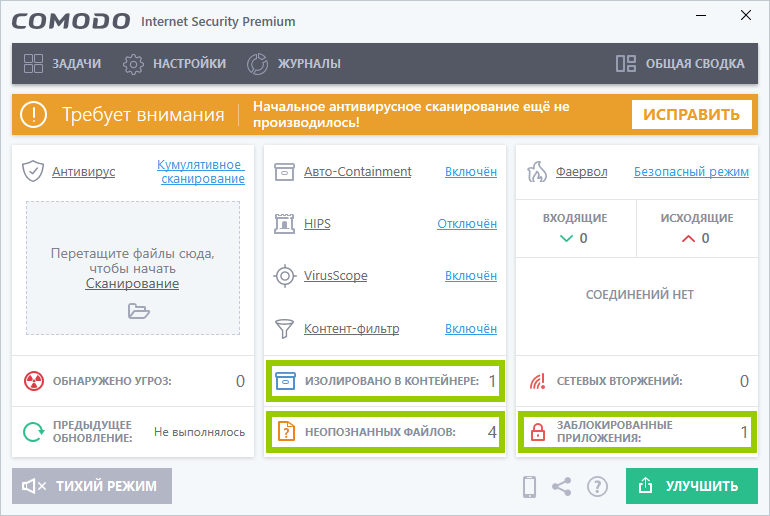 COMODO Internet Security Premium
ЗАДАЧИ НАСТРОЙКИ ЖУРНАЛЫ ОБЩАЯ СВОДКА
Требует внимания
Начальное антивирусное сканирование ещё не
производилось!
ИСПРАВИТЬ
Антивирус
Кумулятивное
сканирование
Перетащите файлы сюда,
чтобы начать
Сканирование
ОБНАРУЖЕНО УГРОЗ: 0
ПРЕДЫДУЩЕЕ
ОБНОВЛЕНИЕ:
Не выполнялось
Авто-Containment Включён
HIPS Отключён
VirusScope Включён
Контент-фильтр Включён
ИЗОЛИРОВАНО В КОНТЕЙНЕРЕ: 1
НЕОПОЗНАННЫХ ФАЙЛОВ: 4
Фаервол Безопасный режим
ВХОДЯЩИЕ
0
ИСХОДЯЩИЕ
0
СОЕДИНЕНИЙ НЕТ
СЕТЕВЫХ ВТОРЖЕНИЙ: 0
ЗАБЛОКИРОВАННЫЕ
ПРИЛОЖЕНИЯ:
1
ТИХИЙ РЕЖИМ
?
УЛУЧШИТЬ